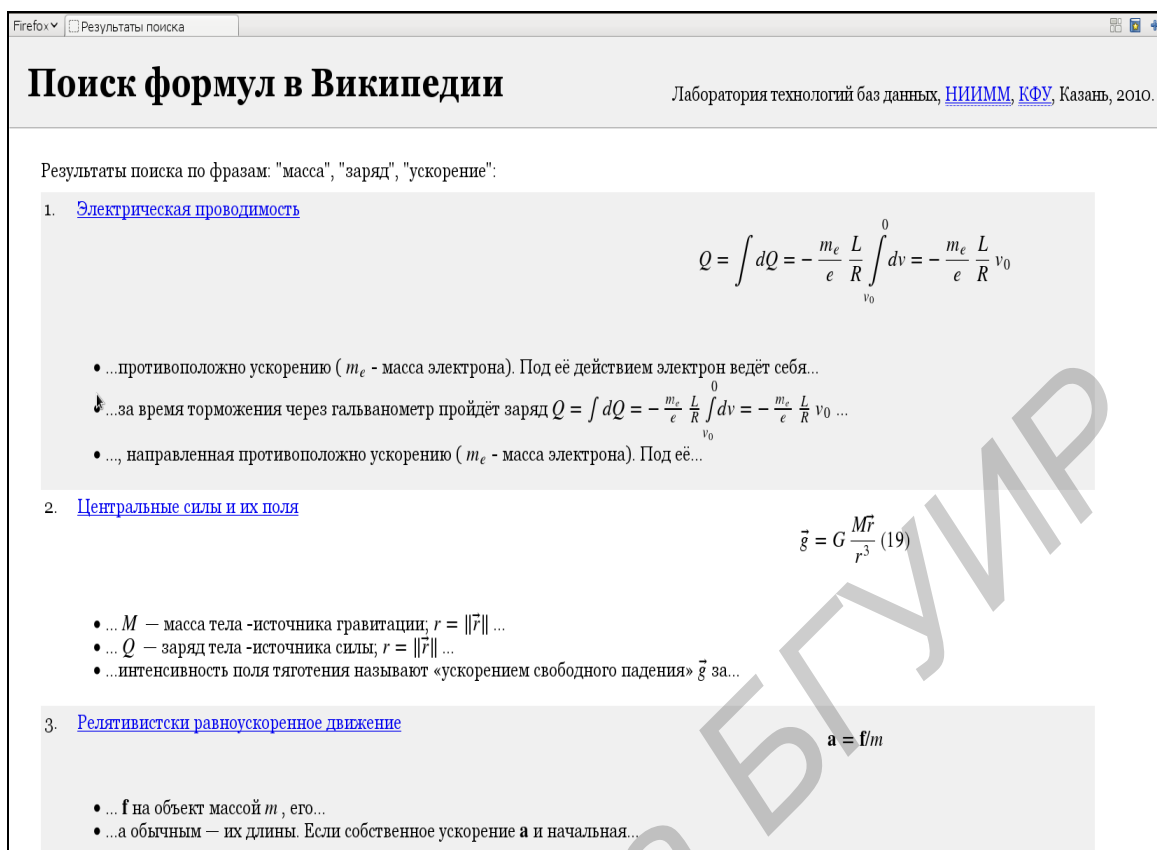 Firefox Результаты поиска
Поиск формул в Википедии
Лаборатория технологий баз данных, НИИММ, КФУ, Казань, 2010.
Результаты поиска по фразам: "масса", "заряд", "ускорение":
1. Электрическая проводимость
Q = ∫ dQ = − m_e/e L/R ∫_{v_0}^{0} dv = − m_e/e L/R v_0
• ...противоположно ускорению ( m_e - масса электрона). Под её действием электрон ведёт себя...
• ...за время торможения через гальванометр пройдёт заряд Q = ∫ dQ = − m_e/e L/R ∫_{v_0}^{0} dv = − m_e/e L/R v_0 ...
• ..., направленная противоположно ускорению ( m_e - масса электрона). Под её...
2. Центральные силы и их поля
g⃗ = G Mr⃗/r³ (19)
• ... M — масса тела -источника гравитации; r = ||r⃗|| ...
• ... Q — заряд тела -источника силы; r = ||r⃗|| ...
• ...интенсивность поля тяготения называют «ускорением свободного падения» g⃗ за...
3. Релятивистски равноускоренное движение
a = f/m
• ... f на объект массой m , его...
• ...а обычным — их длины. Если собственное ускорение a и начальная...
БГУИР